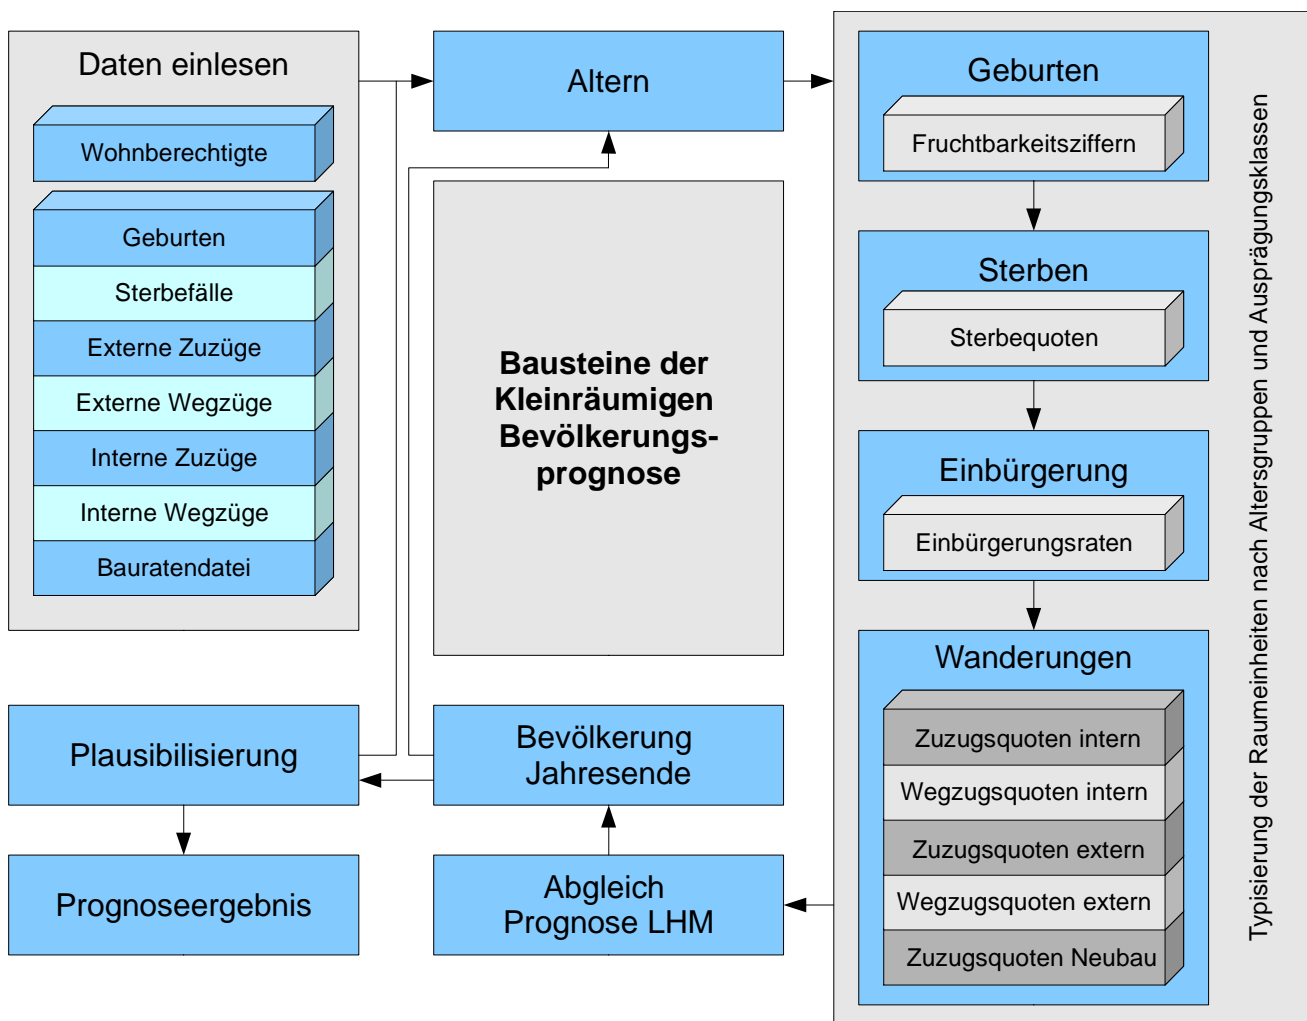 Daten einlesen
Wohnberechtigte
Geburten
Sterbefälle
Externe Zuzüge
Externe Wegzüge
Interne Zuzüge
Interne Wegzüge
Bauratendatei
Altern
Bausteine der
Kleinräumigen
Bevölkerungs-
prognose
Geburten
Fruchtbarkeitsziffern
Sterben
Sterbequoten
Einbürgerung
Einbürgerungsraten
Wanderungen
Zuzugsquoten intern
Wegzugsquoten intern
Zuzugsquoten extern
Wegzugsquoten extern
Zuzugsquoten Neubau
Typisierung der Raumeinheiten nach Altersgruppen und Ausprägungsklassen
Abgleich
Prognose LHM
Bevölkerung
Jahresende
Plausibilisierung
Prognoseergebnis